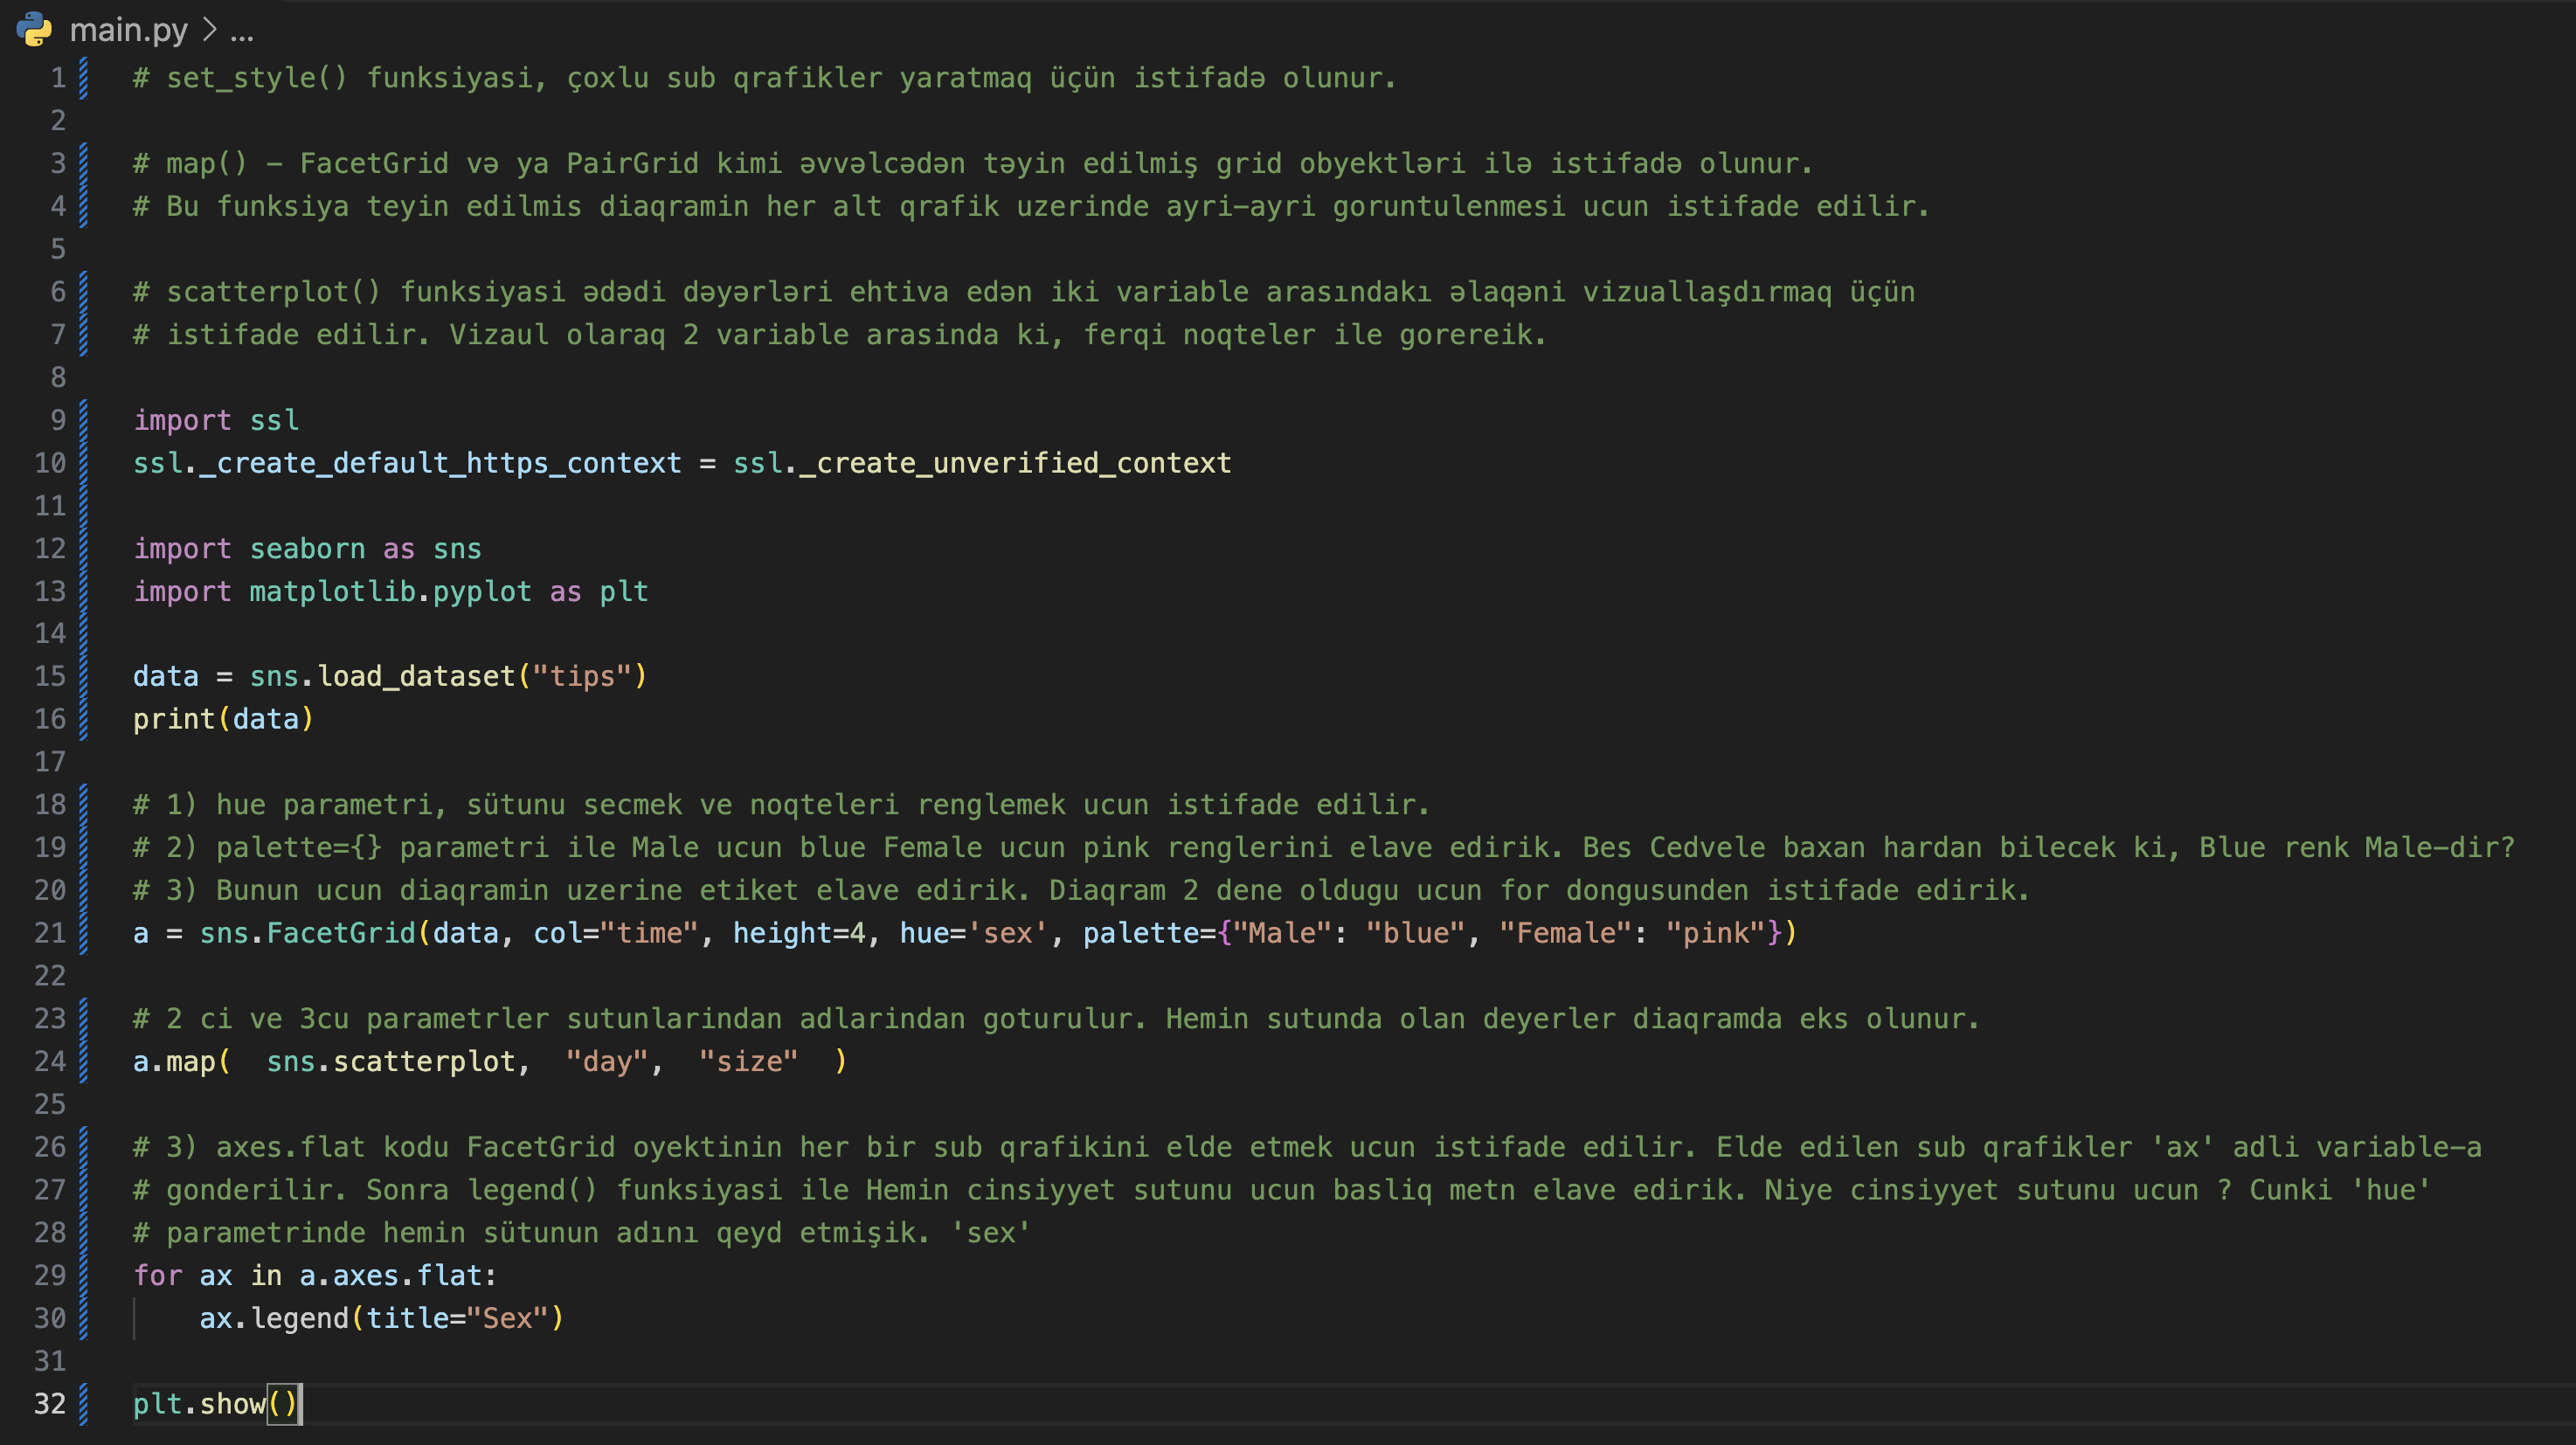 main.py > ...
1 # set_style() funksiyasi, çoxlu sub qrafikler yaratmaq üçün istifadə olunur.
2
3 # map() - FacetGrid və ya PairGrid kimi əvvəlcədən təyin edilmiş grid obyektləri ilə istifadə olunur.
4 # Bu funksiya teyin edilmis diaqramin her alt qrafik uzerinde ayri-ayri goruntulenmesi ucun istifade edilir.
5
6 # scatterplot() funksiyasi ədədi dəyərləri ehtiva edən iki variable arasındakı əlaqəni vizuallaşdırmaq üçün
7 # istifade edilir. Vizaul olaraq 2 variable arasinda ki, ferqi noqteler ile gorereik.
8
9 import ssl
10 ssl._create_default_https_context = ssl._create_unverified_context
11
12 import seaborn as sns
13 import matplotlib.pyplot as plt
14
15 data = sns.load_dataset("tips")
16 print(data)
17
18 # 1) hue parametri, sütunu secmek ve noqteleri renglemek ucun istifade edilir.
19 # 2) palette={} parametri ile Male ucun blue Female ucun pink renglerini elave edirik. Bes Cedvele baxan hardan bilecek ki, Blue renk Male-dir?
20 # 3) Bunun ucun diaqramin uzerine etiket elave edirik. Diaqram 2 dene oldugu ucun for dongusunden istifade edirik.
21 a = sns.FacetGrid(data, col="time", height=4, hue='sex', palette={"Male": "blue", "Female": "pink"})
22
23 # 2 ci ve 3cu parametrler sutunlarindan adlarindan goturulur. Hemin sutunda olan deyerler diaqramda eks olunur.
24 a.map(  sns.scatterplot,  "day",  "size"  )
25
26 # 3) axes.flat kodu FacetGrid oyektinin her bir sub qrafikini elde etmek ucun istifade edilir. Elde edilen sub qrafikler 'ax' adli variable-a
27 # gonderilir. Sonra legend() funksiyasi ile Hemin cinsiyyet sutunu ucun basliq metn elave edirik. Niye cinsiyyet sutunu ucun ? Cunki 'hue'
28 # parametrinde hemin sütunun adını qeyd etmişik. 'sex'
29 for ax in a.axes.flat:
30     ax.legend(title="Sex")
31
32 plt.show()